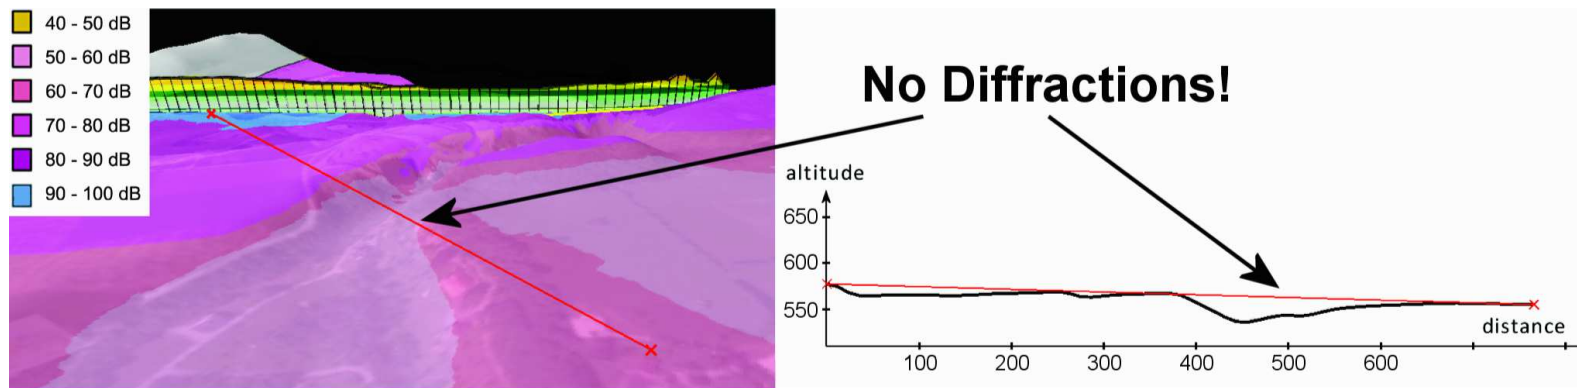 40 - 50 dB
50 - 60 dB
60 - 70 dB
70 - 80 dB
80 - 90 dB
90 - 100 dB
No Diffractions!
altitude
650
600
550
distance
100 200 300 400 500 600